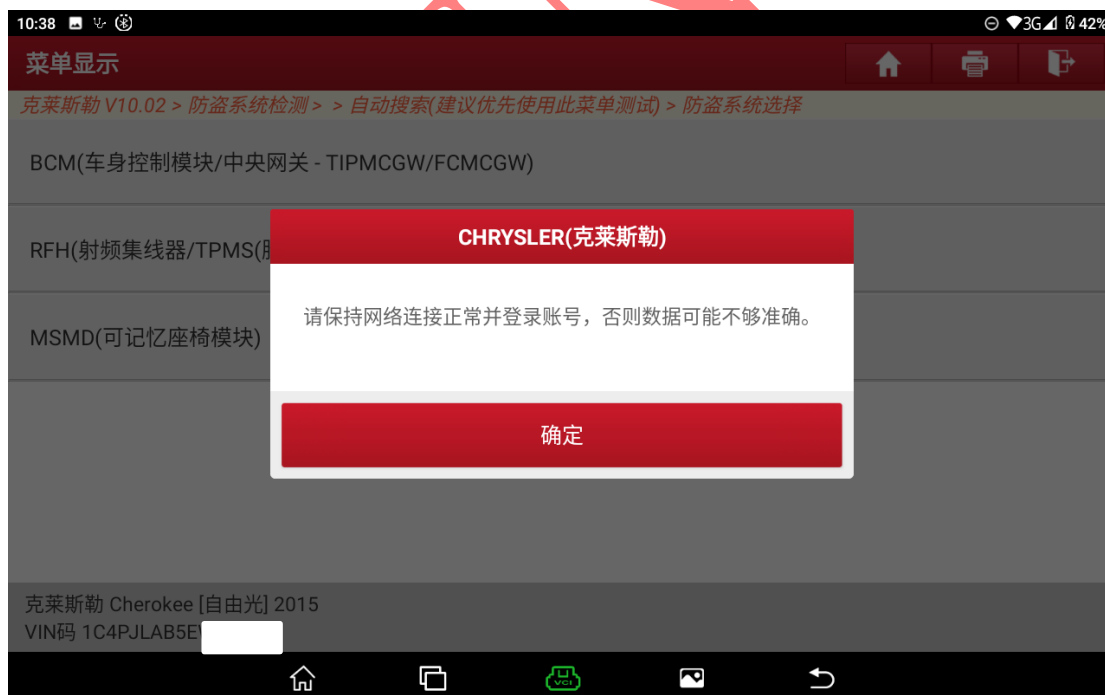 10:38
3G
42%
菜单显示
克莱斯勒 V10.02 > 防盗系统检测 > > 自动搜索(建议优先使用此菜单测试) > 防盗系统选择
BCM(车身控制模块/中央网关 - TIPMCGW/FCMCGW)
CHRYSLER(克莱斯勒)
RFH(射频集线器/TPMS(
请保持网络连接正常并登录账号，否则数据可能不够准确。
MSMD(可记忆座椅模块)
确定
克莱斯勒 Cherokee [自由光] 2015
VIN码 1C4PJLAB5E
VCI